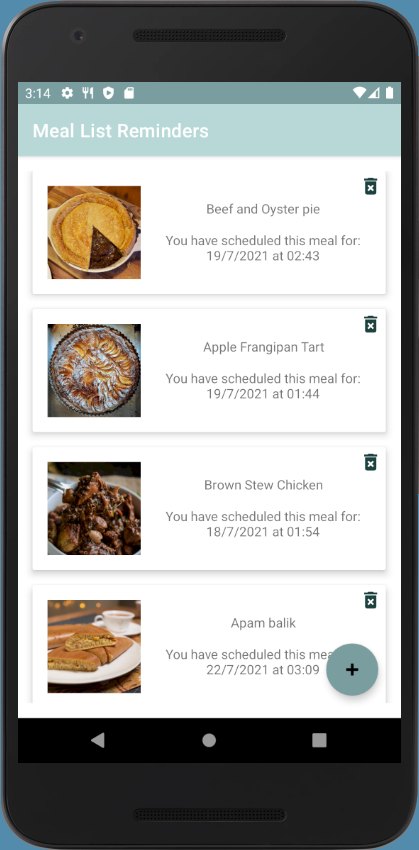 3:14
Meal List Reminders
Beef and Oyster pie
You have scheduled this meal for:
19/7/2021 at 02:43
Apple Frangipan Tart
You have scheduled this meal for:
19/7/2021 at 01:44
Brown Stew Chicken
You have scheduled this meal for:
18/7/2021 at 01:54
Apam balik
You have scheduled this mea
22/7/2021 at 03:09
+